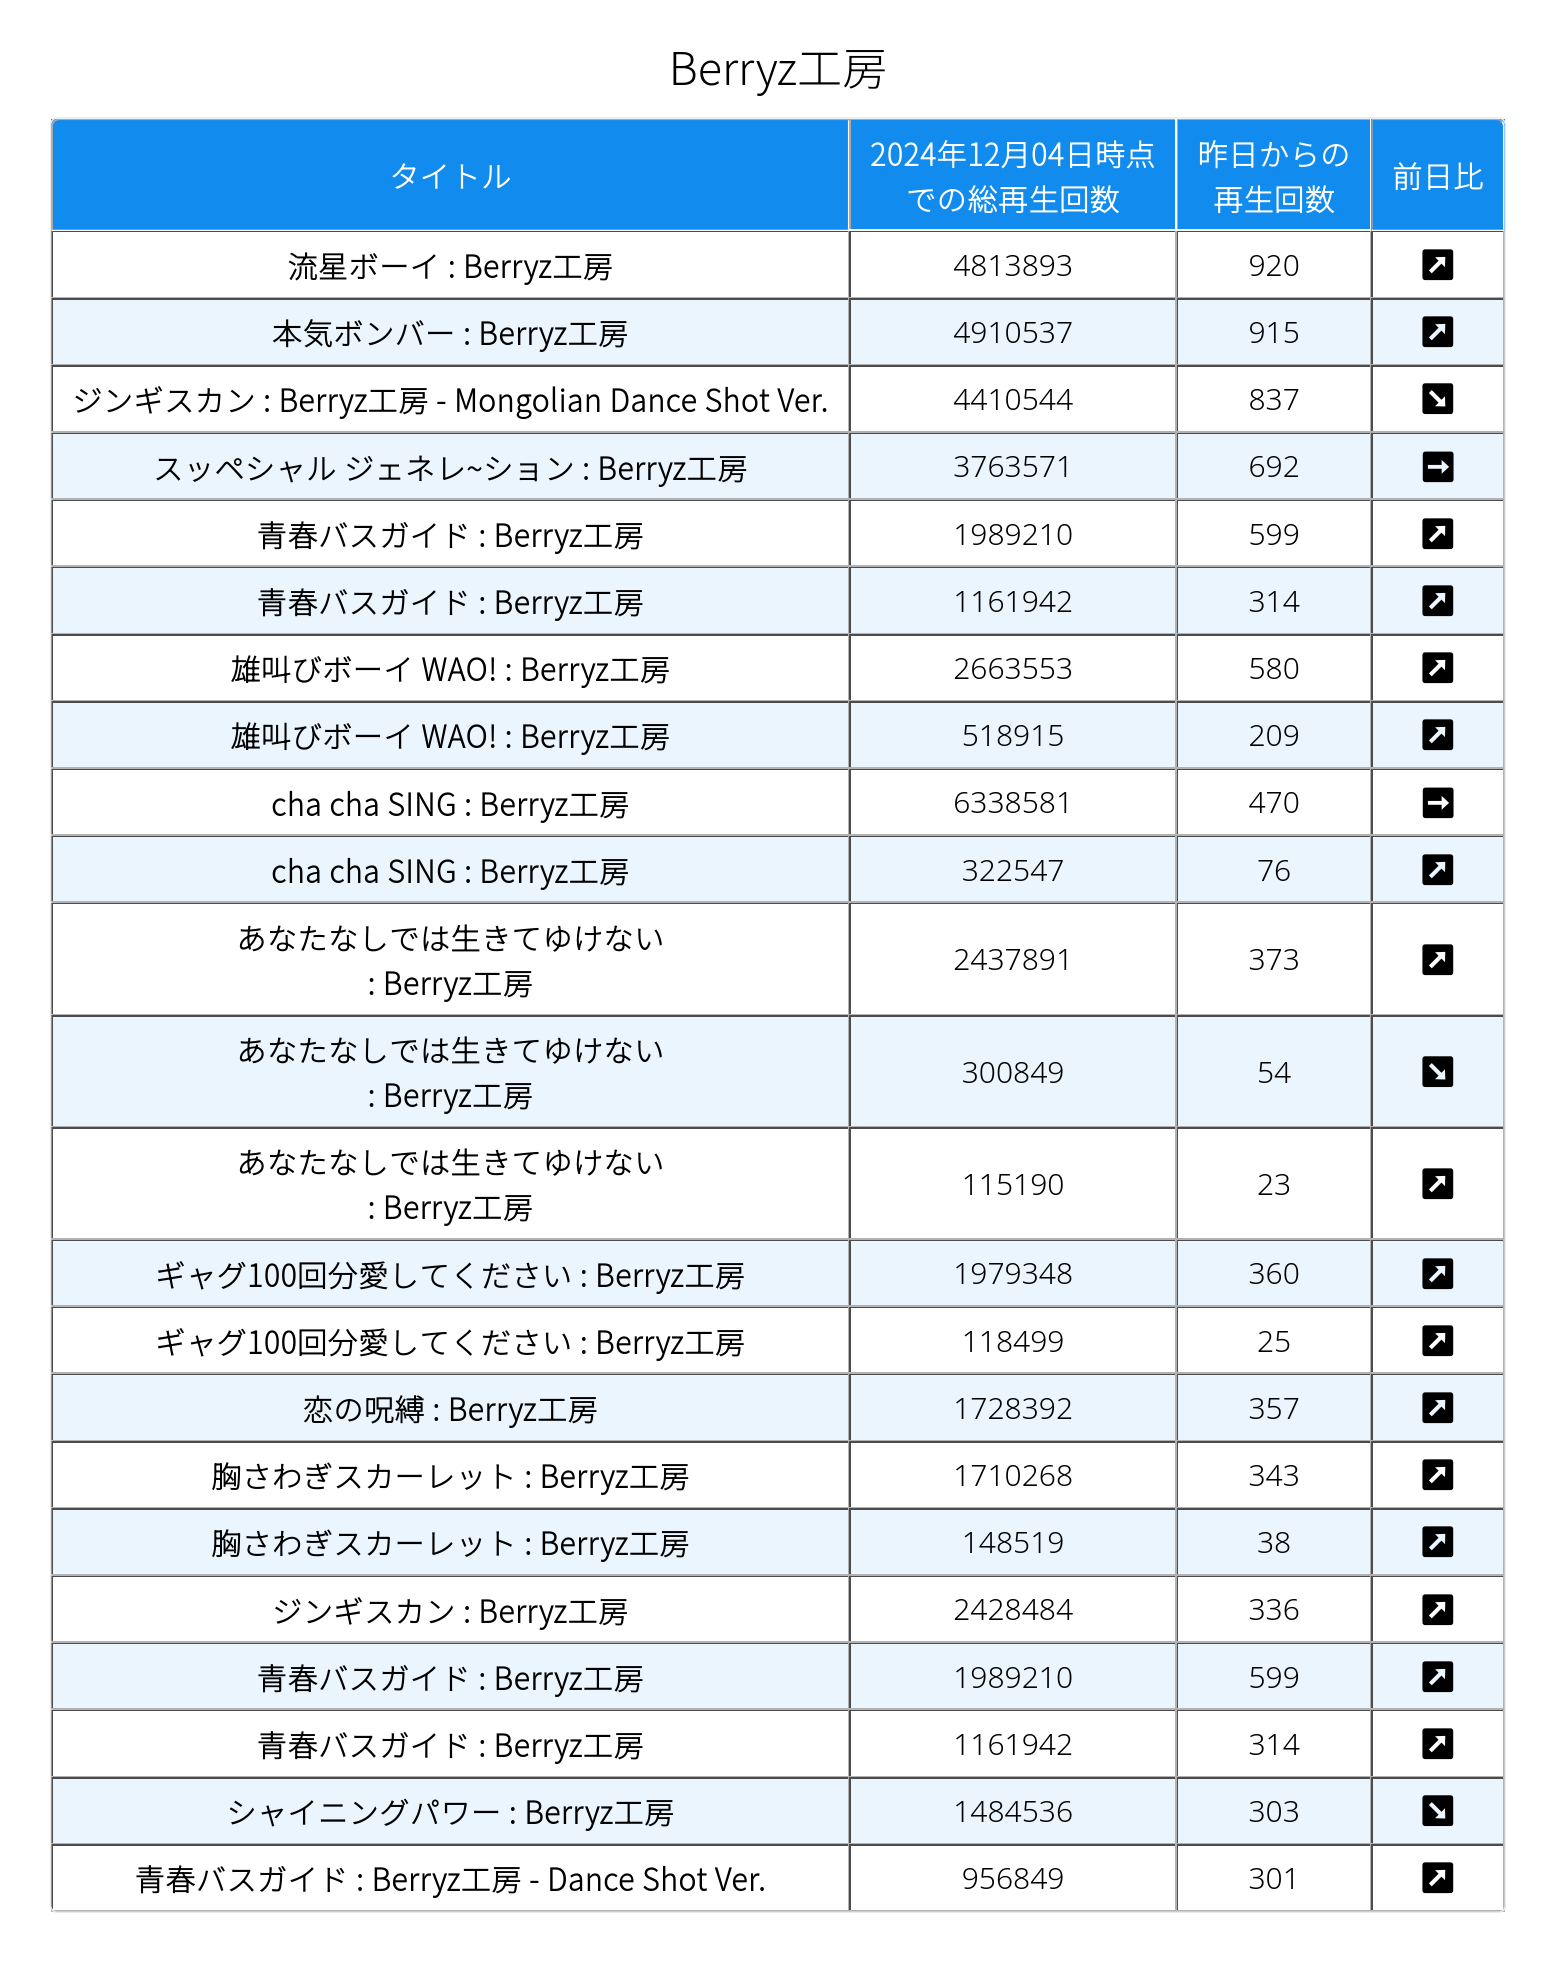 Berryz工房
タイトル
2024年12月04日時点
での総再生回数
昨日からの
再生回数
前日比
流星ボーイ : Berryz工房 4813893 920
本気ボンバー : Berryz工房 4910537 915
ジンギスカン : Berryz工房 - Mongolian Dance Shot Ver. 4410544 837
スッペシャル ジェネレ~ション : Berryz工房 3763571 692
青春バスガイド : Berryz工房 1989210 599
青春バスガイド : Berryz工房 1161942 314
雄叫びボーイ WAO! : Berryz工房 2663553 580
雄叫びボーイ WAO! : Berryz工房 518915 209
cha cha SING : Berryz工房 6338581 470
cha cha SING : Berryz工房 322547 76
あなたなしでは生きてゆけない
: Berryz工房 2437891 373
あなたなしでは生きてゆけない
: Berryz工房 300849 54
あなたなしでは生きてゆけない
: Berryz工房 115190 23
ギャグ100回分愛してください : Berryz工房 1979348 360
ギャグ100回分愛してください : Berryz工房 118499 25
恋の呪縛 : Berryz工房 1728392 357
胸さわぎスカーレット : Berryz工房 1710268 343
胸さわぎスカーレット : Berryz工房 148519 38
ジンギスカン : Berryz工房 2428484 336
青春バスガイド : Berryz工房 1989210 599
青春バスガイド : Berryz工房 1161942 314
シャイニングパワー : Berryz工房 1484536 303
青春バスガイド : Berryz工房 - Dance Shot Ver. 956849 301